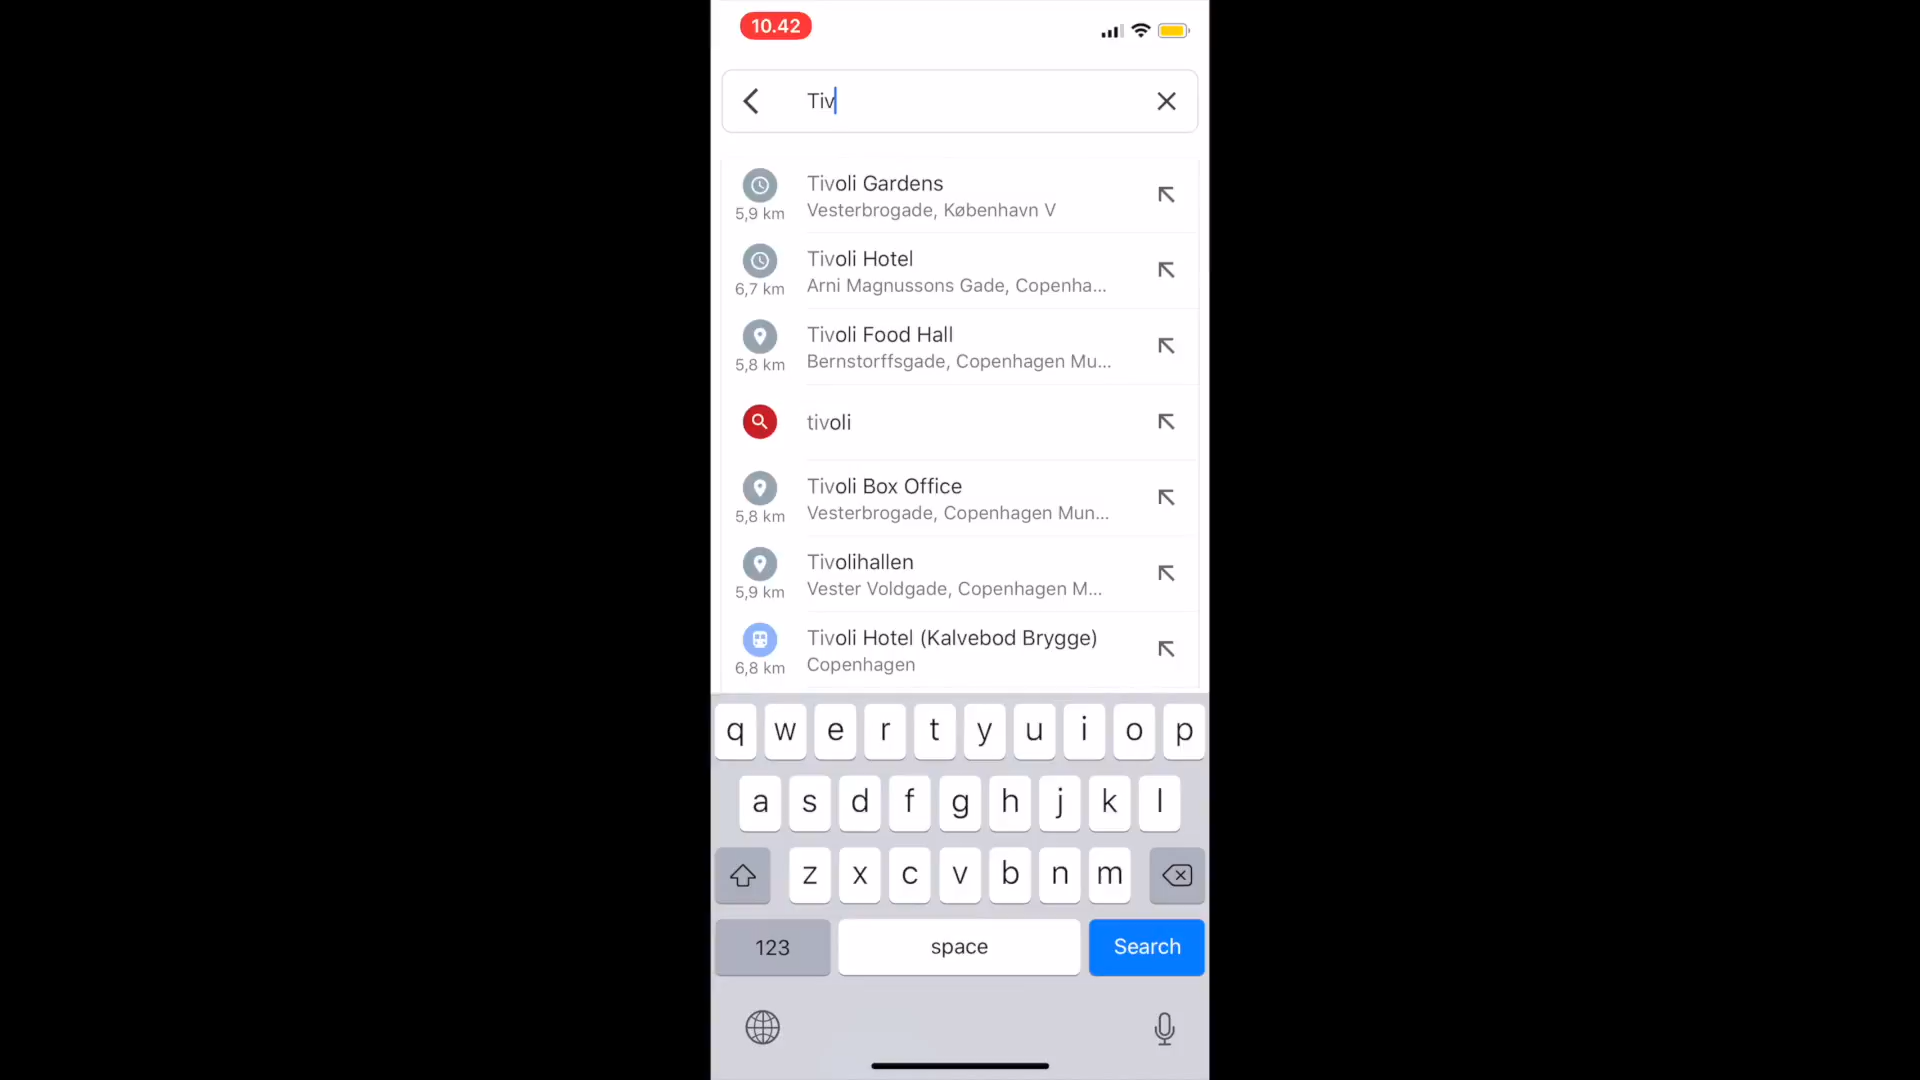 10.42
Tiv
Tivoli Gardens
5,9 km
Vesterbrogade, København V
Tivoli Hotel
6,7 km
Arni Magnussons Gade, Copenha...
Tivoli Food Hall
5,8 km
Bernstorffsgade, Copenhagen Mu...
tivoli
Tivoli Box Office
5,8 km
Vesterbrogade, Copenhagen Mun...
Tivolihallen
5,9 km
Vester Voldgade, Copenhagen M...
Tivoli Hotel (Kalvebod Brygge)
6,8 km
Copenhagen
q w e r t y u i o p
a s d f g h j k l
z x c v b n m
123 space Search